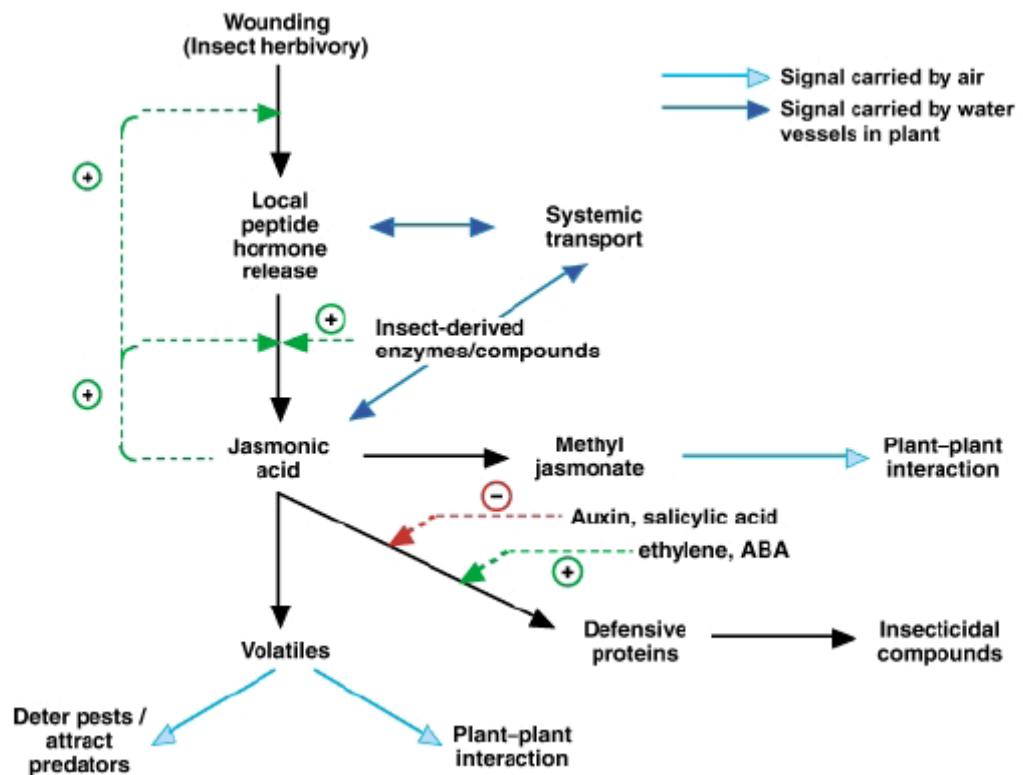 Wounding
(Insect herbivory)
Signal carried by air
Signal carried by water
vessels in plant
+
Local
peptide
hormone
release
Systemic
transport
+
Insect-derived
enzymes/compounds
+
Jasmonic
acid
Methyl
jasmonate
Plant–plant
interaction
−
Auxin, salicylic acid
ethylene, ABA
+
Defensive
proteins
Insecticidal
compounds
Volatiles
Deter pests /
attract
predators
Plant–plant
interaction